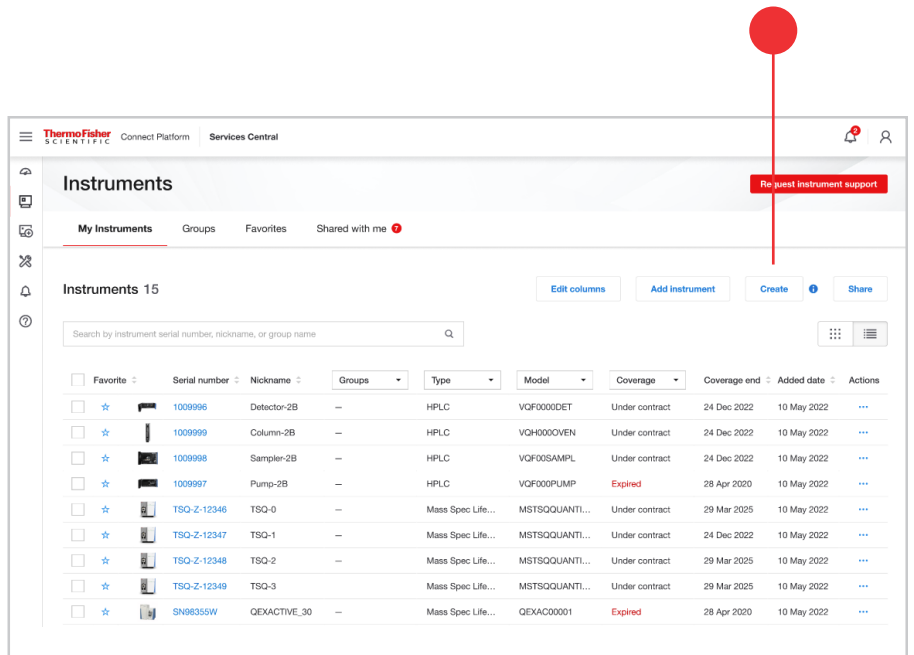 ThermoFisher SCIENTIFIC Connect Platform Services Central 2
Instruments Request instrument support
My Instruments Groups Favorites Shared with me 7
Instruments 15 Edit columns Add instrument Create i Share
Search by instrument serial number, nickname, or group name
Favorite Serial number Nickname Groups Type Model Coverage Coverage end Added date Actions
1009996 Detector-2B – HPLC VQF0000DET Under contract 24 Dec 2022 10 May 2022 ...
1009999 Column-2B – HPLC VQH000OVEN Under contract 24 Dec 2022 10 May 2022 ...
1009998 Sampler-2B – HPLC VQF00SAMPL Under contract 24 Dec 2022 10 May 2022 ...
1009997 Pump-2B – HPLC VQF000PUMP Expired 28 Apr 2020 10 May 2022 ...
TSQ-Z-12346 TSQ-0 – Mass Spec Life... MSTSQQUANTI... Under contract 29 Mar 2025 10 May 2022 ...
TSQ-Z-12347 TSQ-1 – Mass Spec Life... MSTSQQUANTI... Under contract 24 Dec 2022 10 May 2022 ...
TSQ-Z-12348 TSQ-2 – Mass Spec Life... MSTSQQUANTI... Under contract 29 Mar 2025 10 May 2022 ...
TSQ-Z-12349 TSQ-3 Mass Spec Life... MSTSQQUANTI... Under contract 29 Mar 2025 10 May 2022 ...
SN98355W QEXACTIVE_30 – Mass Spec Life... QEXAC00001 Expired 28 Apr 2020 10 May 2022 ...